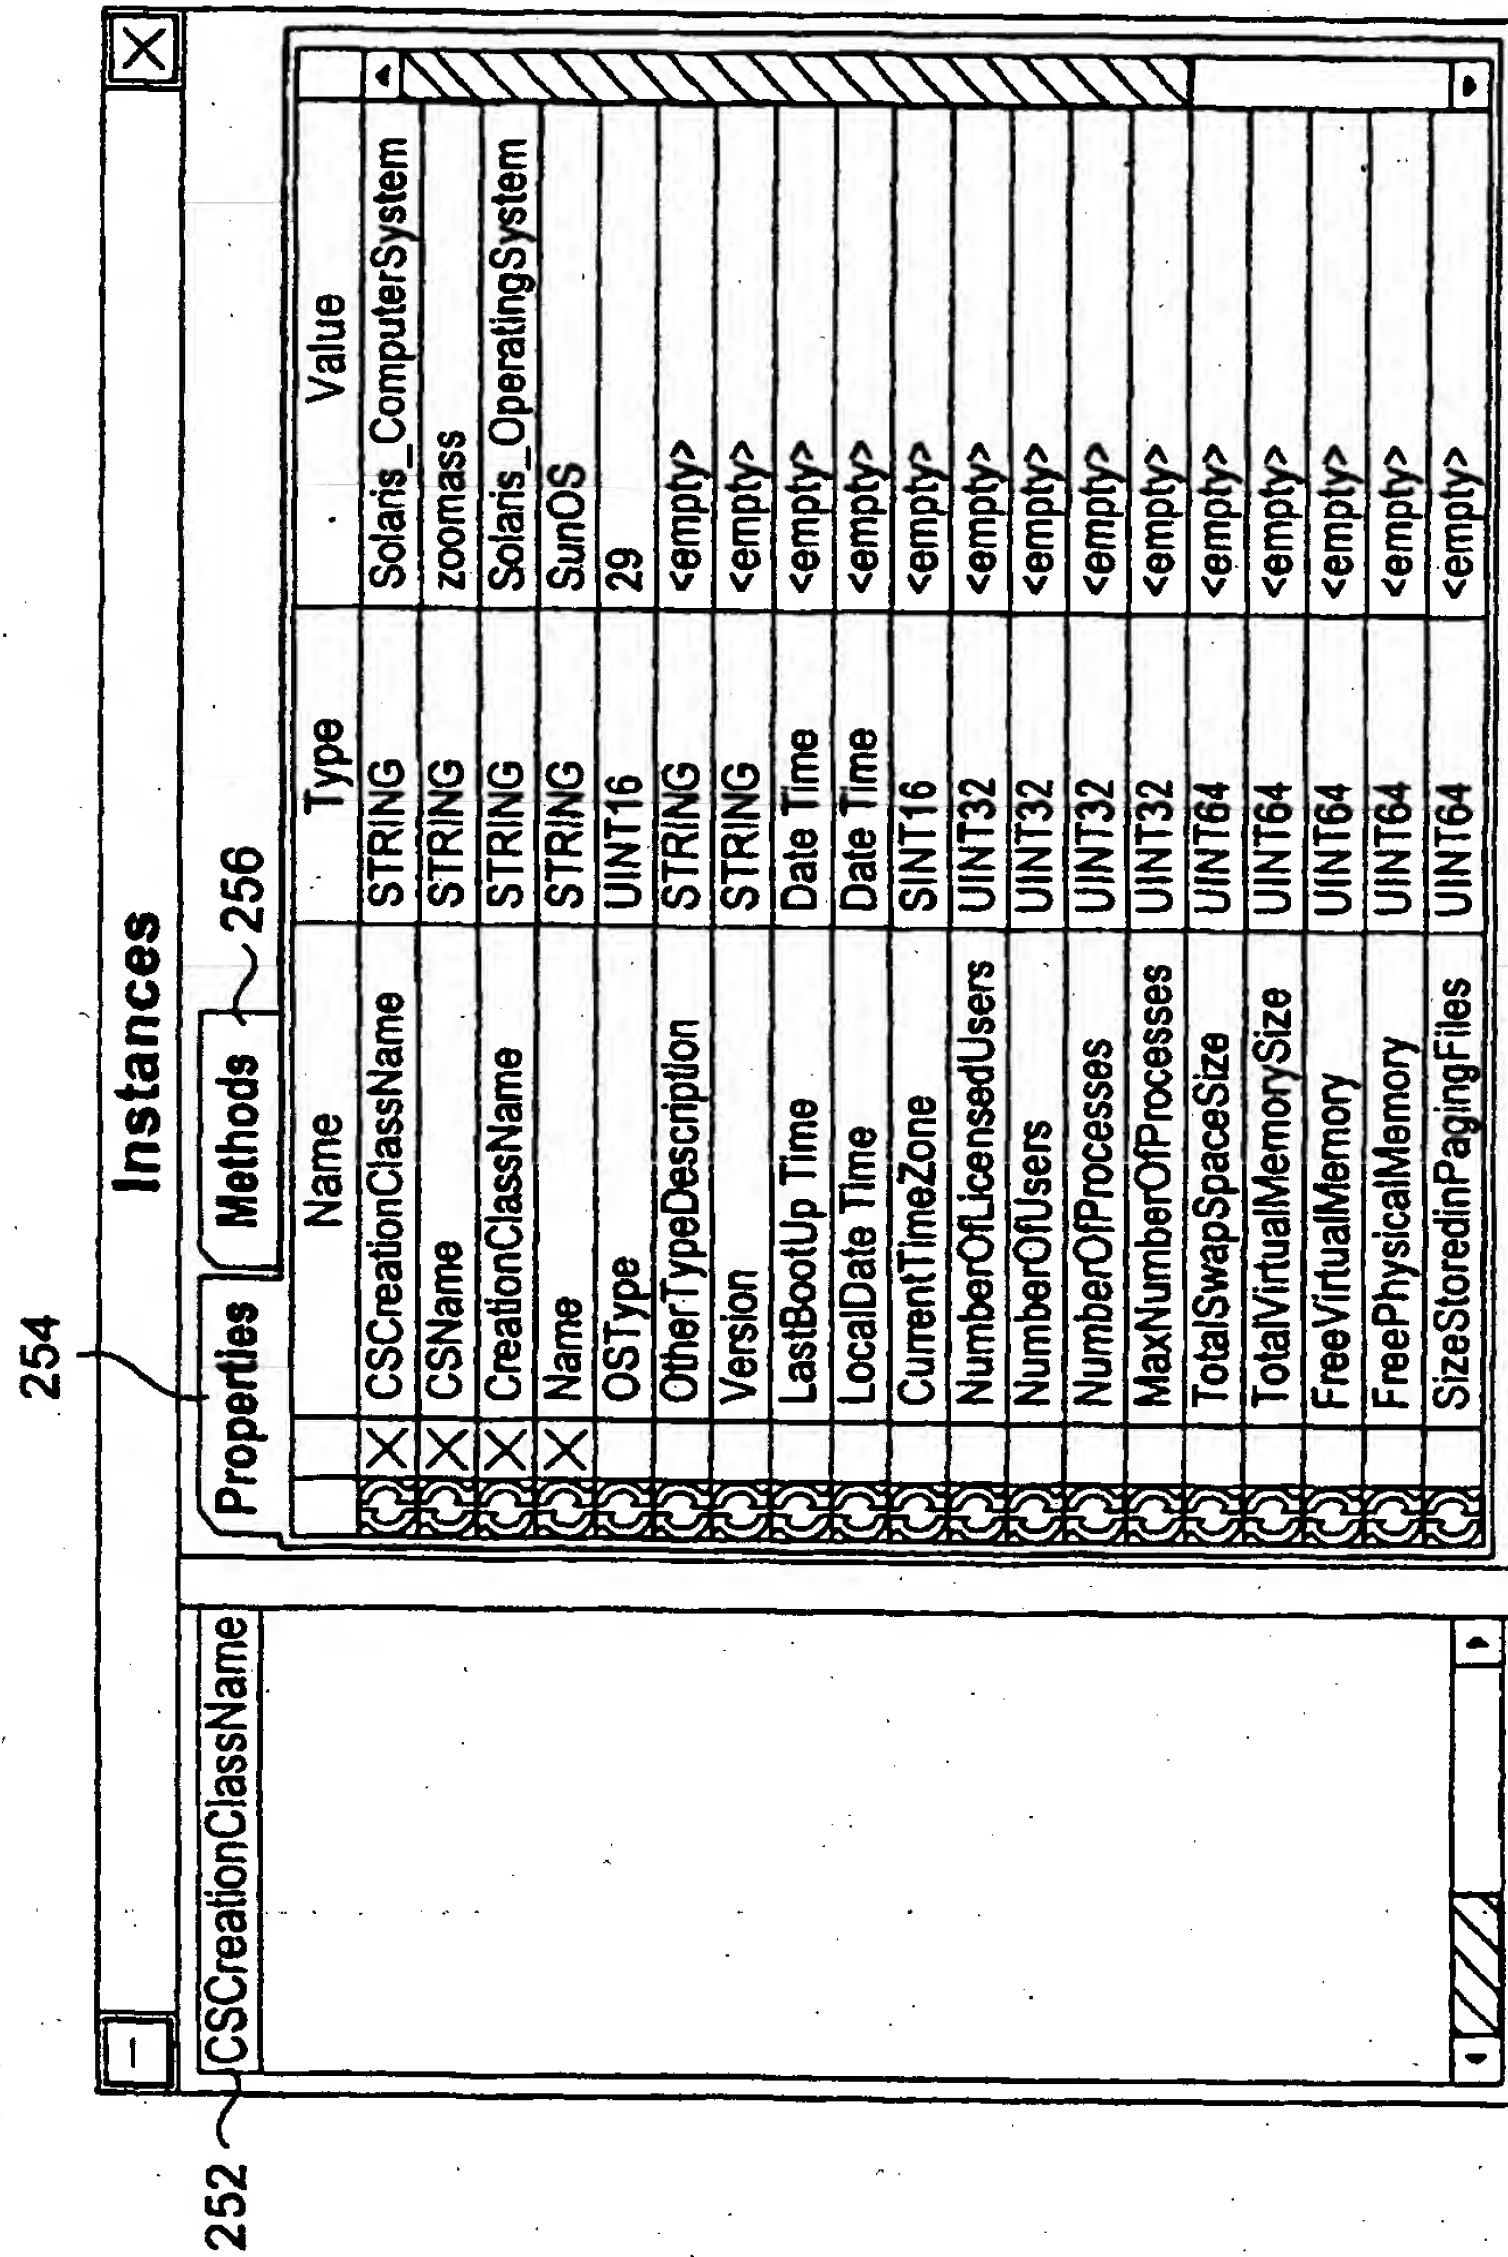 254
Instances
252
CSCreationClassName
Properties
Methods
256
Name Type Value
X CSCreationClassName STRING Solaris_ComputerSystem
X CSName STRING zoomass
X CreationClassName STRING Solaris_OperatingSystem
X Name STRING SunOS
OSType UINT16 29
OtherTypeDescription STRING <empty>
Version STRING <empty>
LastBootUp Time Date Time <empty>
LocalDate Time Date Time <empty>
CurrentTimeZone SINT16 <empty>
NumberOfLicensedUsers UINT32 <empty>
NumberOfUsers UINT32 <empty>
NumberOfProcesses UINT32 <empty>
MaxNumberOfProcesses UINT32 <empty>
TotalSwapSpaceSize UINT64 <empty>
TotalVirtualMemorySize UINT64 <empty>
FreeVirtualMemory UINT64 <empty>
FreePhysicalMemory UINT64 <empty>
SizeStoredinPagingFiles UINT64 <empty>